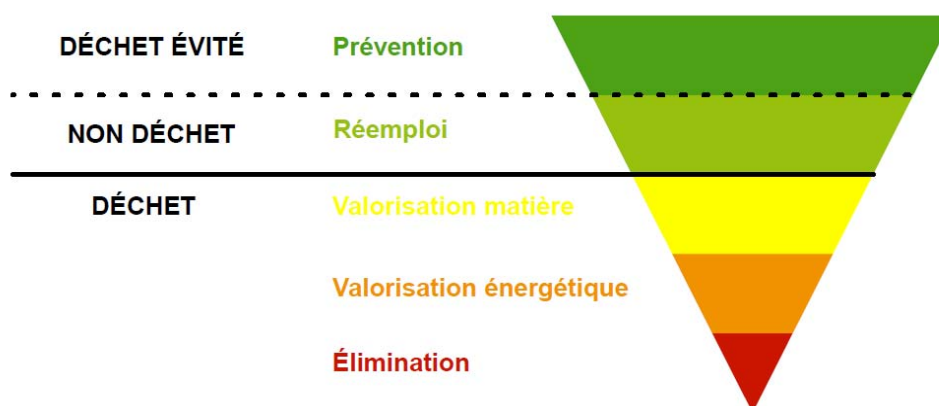 DÉCHET ÉVITÉ Prévention
NON DÉCHET Réemploi
DÉCHET Valorisation matière
Valorisation énergétique
Élimination